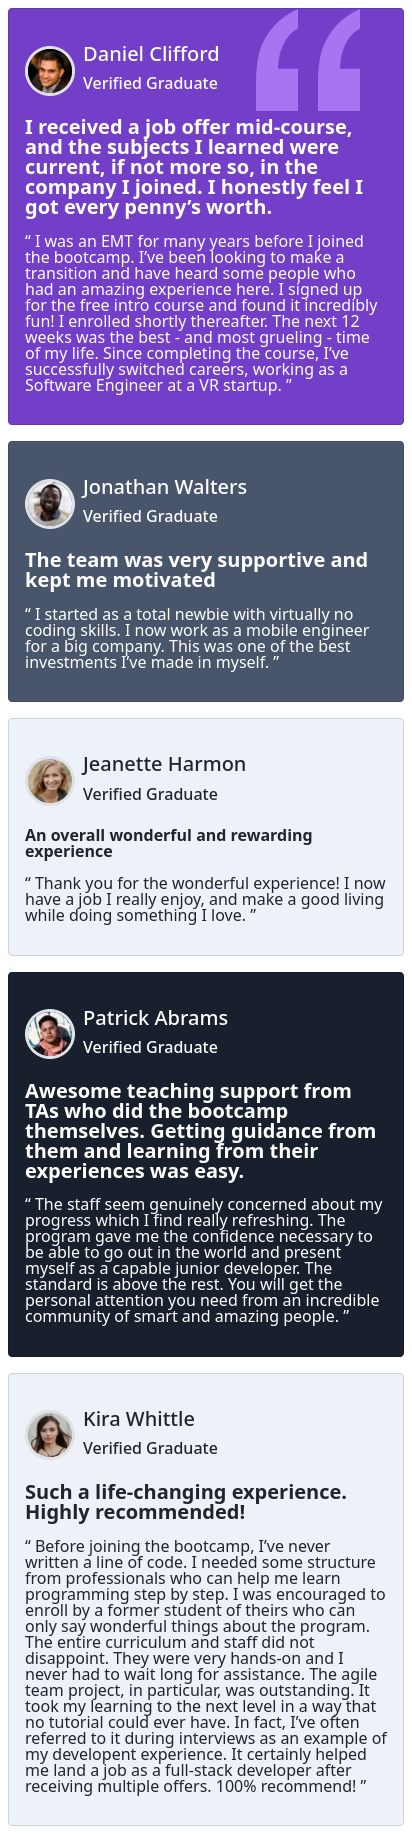 Daniel Clifford
Verified Graduate
I received a job offer mid-course,
and the subjects I learned were
current, if not more so, in the
company I joined. I honestly feel I
got every penny’s worth.
“ I was an EMT for many years before I joined
the bootcamp. I’ve been looking to make a
transition and have heard some people who
had an amazing experience here. I signed up
for the free intro course and found it incredibly
fun! I enrolled shortly thereafter. The next 12
weeks was the best - and most grueling - time
of my life. Since completing the course, I’ve
successfully switched careers, working as a
Software Engineer at a VR startup. ”
Jonathan Walters
Verified Graduate
The team was very supportive and
kept me motivated
“ I started as a total newbie with virtually no
coding skills. I now work as a mobile engineer
for a big company. This was one of the best
investments I’ve made in myself. ”
Jeanette Harmon
Verified Graduate
An overall wonderful and rewarding
experience
“ Thank you for the wonderful experience! I now
have a job I really enjoy, and make a good living
while doing something I love. ”
Patrick Abrams
Verified Graduate
Awesome teaching support from
TAs who did the bootcamp
themselves. Getting guidance from
them and learning from their
experiences was easy.
“ The staff seem genuinely concerned about my
progress which I find really refreshing. The
program gave me the confidence necessary to
be able to go out in the world and present
myself as a capable junior developer. The
standard is above the rest. You will get the
personal attention you need from an incredible
community of smart and amazing people. ”
Kira Whittle
Verified Graduate
Such a life-changing experience.
Highly recommended!
“ Before joining the bootcamp, I’ve never
written a line of code. I needed some structure
from professionals who can help me learn
programming step by step. I was encouraged to
enroll by a former student of theirs who can
only say wonderful things about the program.
The entire curriculum and staff did not
disappoint. They were very hands-on and I
never had to wait long for assistance. The agile
team project, in particular, was outstanding. It
took my learning to the next level in a way that
no tutorial could ever have. In fact, I’ve often
referred to it during interviews as an example of
my developent experience. It certainly helped
me land a job as a full-stack developer after
receiving multiple offers. 100% recommend! ”